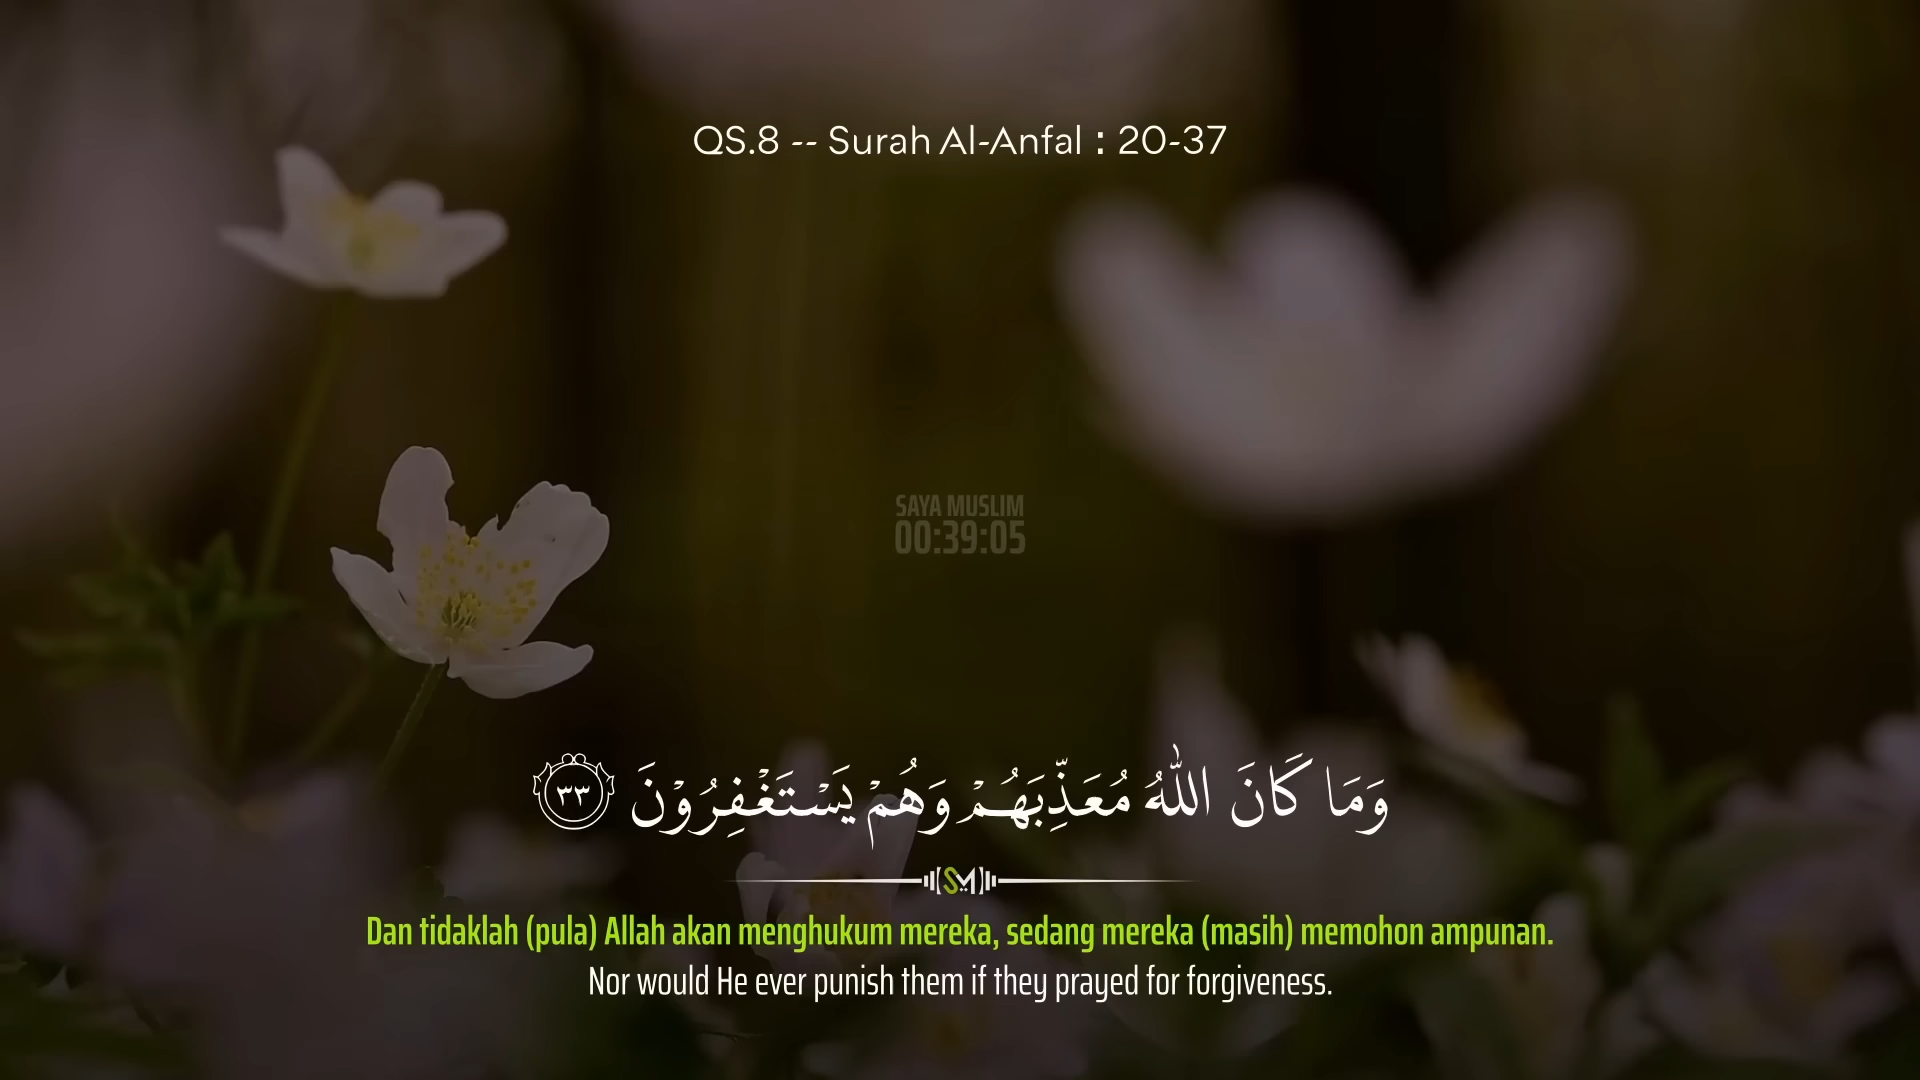 QS.8 -- Surah Al-Anfal : 20-37
SAYA MUSLIM
00:39:05
وَمَا كَانَ اللّٰهُ مُعَذِّبَهُمْ وَهُمْ يَسْتَغْفِرُوْنَ ٣٣
SM
Dan tidaklah (pula) Allah akan menghukum mereka, sedang mereka (masih) memohon ampunan.
Nor would He ever punish them if they prayed for forgiveness.